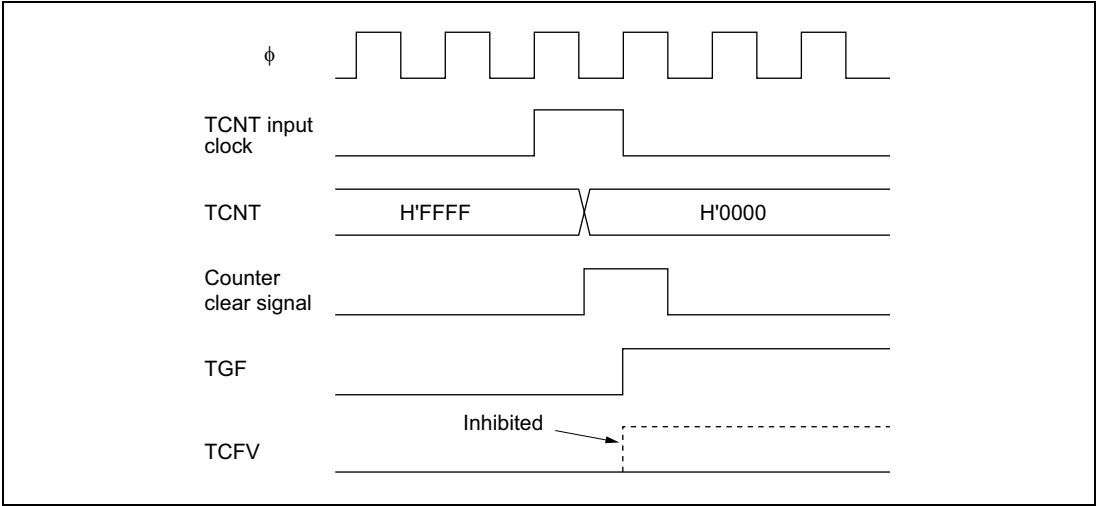 ϕ
TCNT input
clock
TCNT
H'FFFF
H'0000
Counter
clear signal
TGF
Inhibited
TCFV